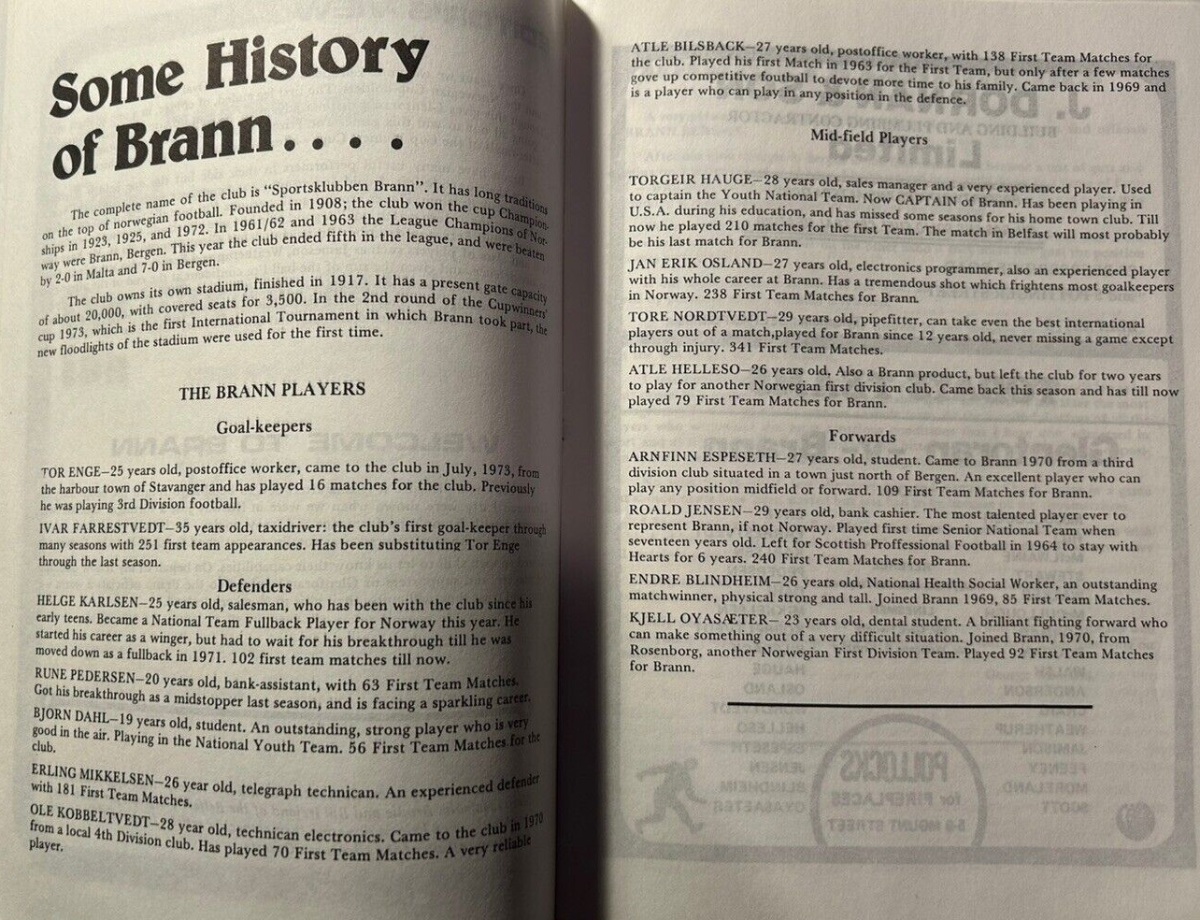 Some History
of Brann. . . .
The complete name of the club is "Sportsklubben Brann". It has long traditions
on the top of norwegian football. Founded in 1908; the club won the cup Champion-
ships in 1923, 1925, and 1972. In 1961/62 and 1963 the League Champions of Nor-
way were Brann, Bergen. This year the club ended fifth in the league, and were beaten
by 2-0 in Malta and 7-0 in Bergen.
The club owns its own stadium, finished in 1917. It has a present gate capacity
of about 20,000, with covered seats for 3,500. In the 2nd round of the Cupwinners'
cup 1973, which is the first International Tournament in which Brann took part, the
new floodlights of the stadium were used for the first time.
THE BRANN PLAYERS
Goal-keepers
TOR ENGE—25 years old, postoffice worker, came to the club in July, 1973, from
the harbour town of Stavanger and has played 16 matches for the club. Previously
he was playing 3rd Division football.
IVAR FARRESTVEDT—35 years old, taxidriver: the club's first goal-keeper through
many seasons with 251 first team appearances. Has been substituting Tor Enge
through the last season.
Defenders
HELGE KARLSEN—25 years old, salesman, who has been with the club since his
early teens. Became a National Team Fullback Player for Norway this year. He
started his career as a winger, but had to wait for his breakthrough till he was
moved down as a fullback in 1971. 102 first team matches till now.
RUNE PEDERSEN—20 years old, bank-assistant, with 63 First Team Matches.
Got his breakthrough as a midstopper last season, and is facing a sparkling career.
BJORN DAHL—19 years old, student. An outstanding, strong player who is very
good in the air. Playing in the National Youth Team. 56 First Team Matches for the
club.
ERLING MIKKELSEN—26 year old, telegraph technican. An experienced defender
with 181 First Team Matches.
OLE KOBBELTVEDT—28 year old, technican electronics. Came to the club in 1970
from a local 4th Division club. Has played 70 First Team Matches. A very reliable
player.
ATLE BILSBACK—27 years old, postoffice worker, with 138 First Team Matches for
the club. Played his first Match in 1963 for the First Team, but only after a few matches
gove up competitive foutball to devote more time to his family. Came back in 1969 and
is a player who can play in any position in the defence.
Mid-field Players
TORGEIR HAUGE—28 years old, sales manager and a very experienced player. Used
to captain the Youth National Team. Now CAPTAIN of Brann. Has been playing in
U.S.A. during his education, and has missed some seasons for his home town club. Till
now he played 210 matches for the first Team. The match in Belfast will most probably
be his last match for Brann.
JAN ERIK OSLAND—27 years old, electronics programmer, also an experienced player
with his whole career at Brann. Has a tremendous shot which frightens most goalkeepers
in Norway. 238 First Team Matches for Brann.
TORE NORDTVEDT—29 years old, pipefitter, can take even the best international
players out of a match,played for Brann since 12 years old, never missing a game except
through injury. 341 First Team Matches.
ATLE HELLESO—26 years old. Also a Brann product, but left the club for two years
to play for another Norwegian first division club. Came back this season and has till now
played 79 First Team Matches for Brann.
Forwards
ARNFINN ESPESETH—27 years old, student. Came to Brann 1970 from a third
division club situated in a town just north of Bergen. An excellent player who can
play any position midfield or forward. 109 First Team Matches for Brann.
ROALD JENSEN—29 years old, bank cashier. The most talented player ever to
represent Brann, if not Norway. Played first time Senior National Team when
seventeen years old. Left for Scottish Proffessional Football in 1964 to stay with
Hearts for 6 years. 240 First Team Matches for Brann.
ENDRE BLINDHEIM—26 years old, National Health Social Worker, an outstanding
matchwinner, physical strong and tall. Joined Brann 1969, 85 First Team Matches.
KJELL OYASÆTER— 23 years old, dental student. A brilliant fighting forward who
can make something out of a very difficult situation. Joined Brann, 1970, from
Rosenborg, another Norwegian First Division Team. Played 92 First Team Matches
for Brann.